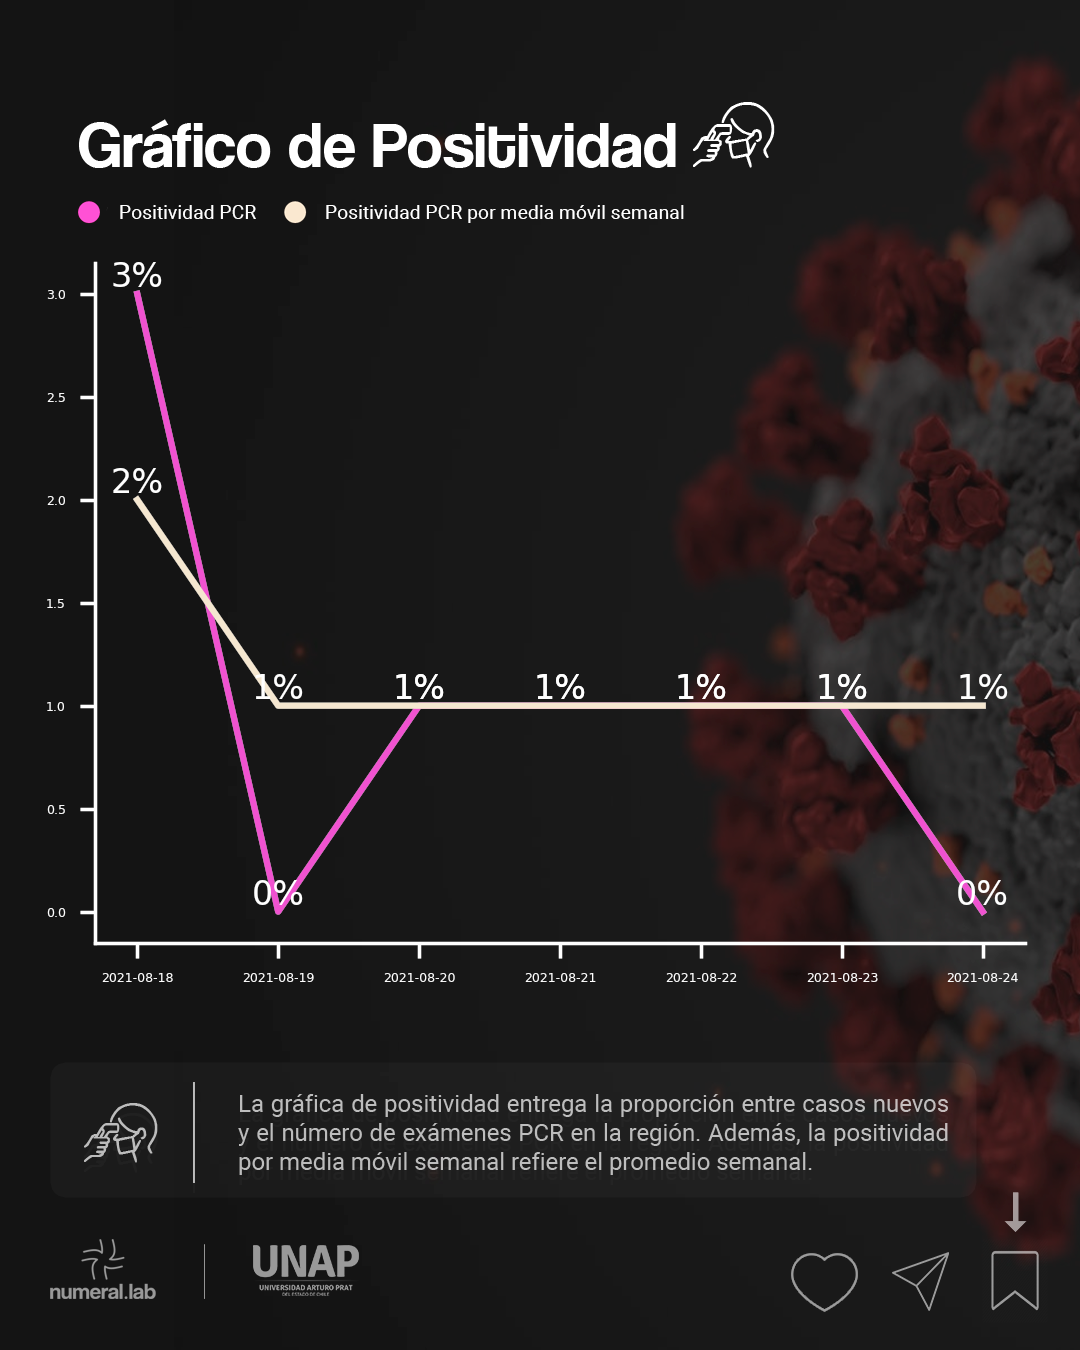 Gráfico de Positividad
Positividad PCR
Positividad PCR por media móvil semanal
3%
3.0
2.5
2%
2.0
1.5
1% 1% 1% 1% 1% 1%
1.0
0.5
0% 0%
0.0
2021-08-18 2021-08-19 2021-08-20 2021-08-21 2021-08-22 2021-08-23 2021-08-24
La gráfica de positividad entrega la proporción entre casos nuevos
y el número de exámenes PCR en la región. Además, la positividad
por media móvil semanal refiere el promedio semanal.
numeral.lab
UNAP
UNIVERSIDAD ARTURO PRAT
DEL ESTADO DE CHILE